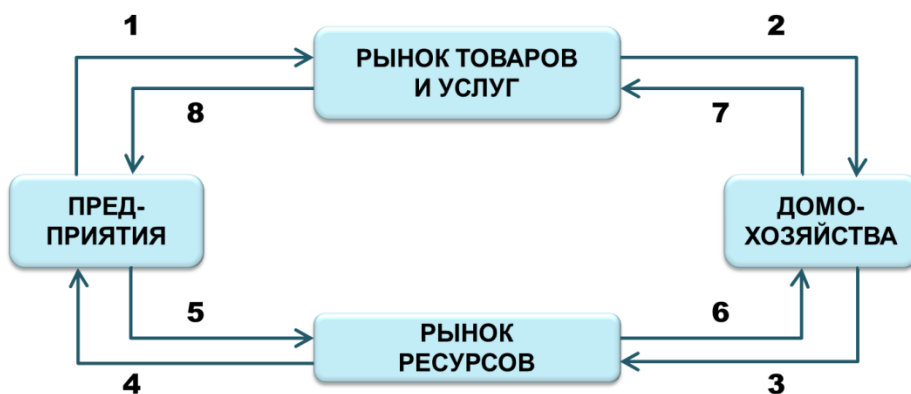 1
РЫНОК ТОВАРОВ
И УСЛУГ
2
8
7
ПРЕД-
ПРИЯТИЯ
ДОМО-
ХОЗЯЙСТВА
5
РЫНОК
РЕСУРСОВ
6
4
3